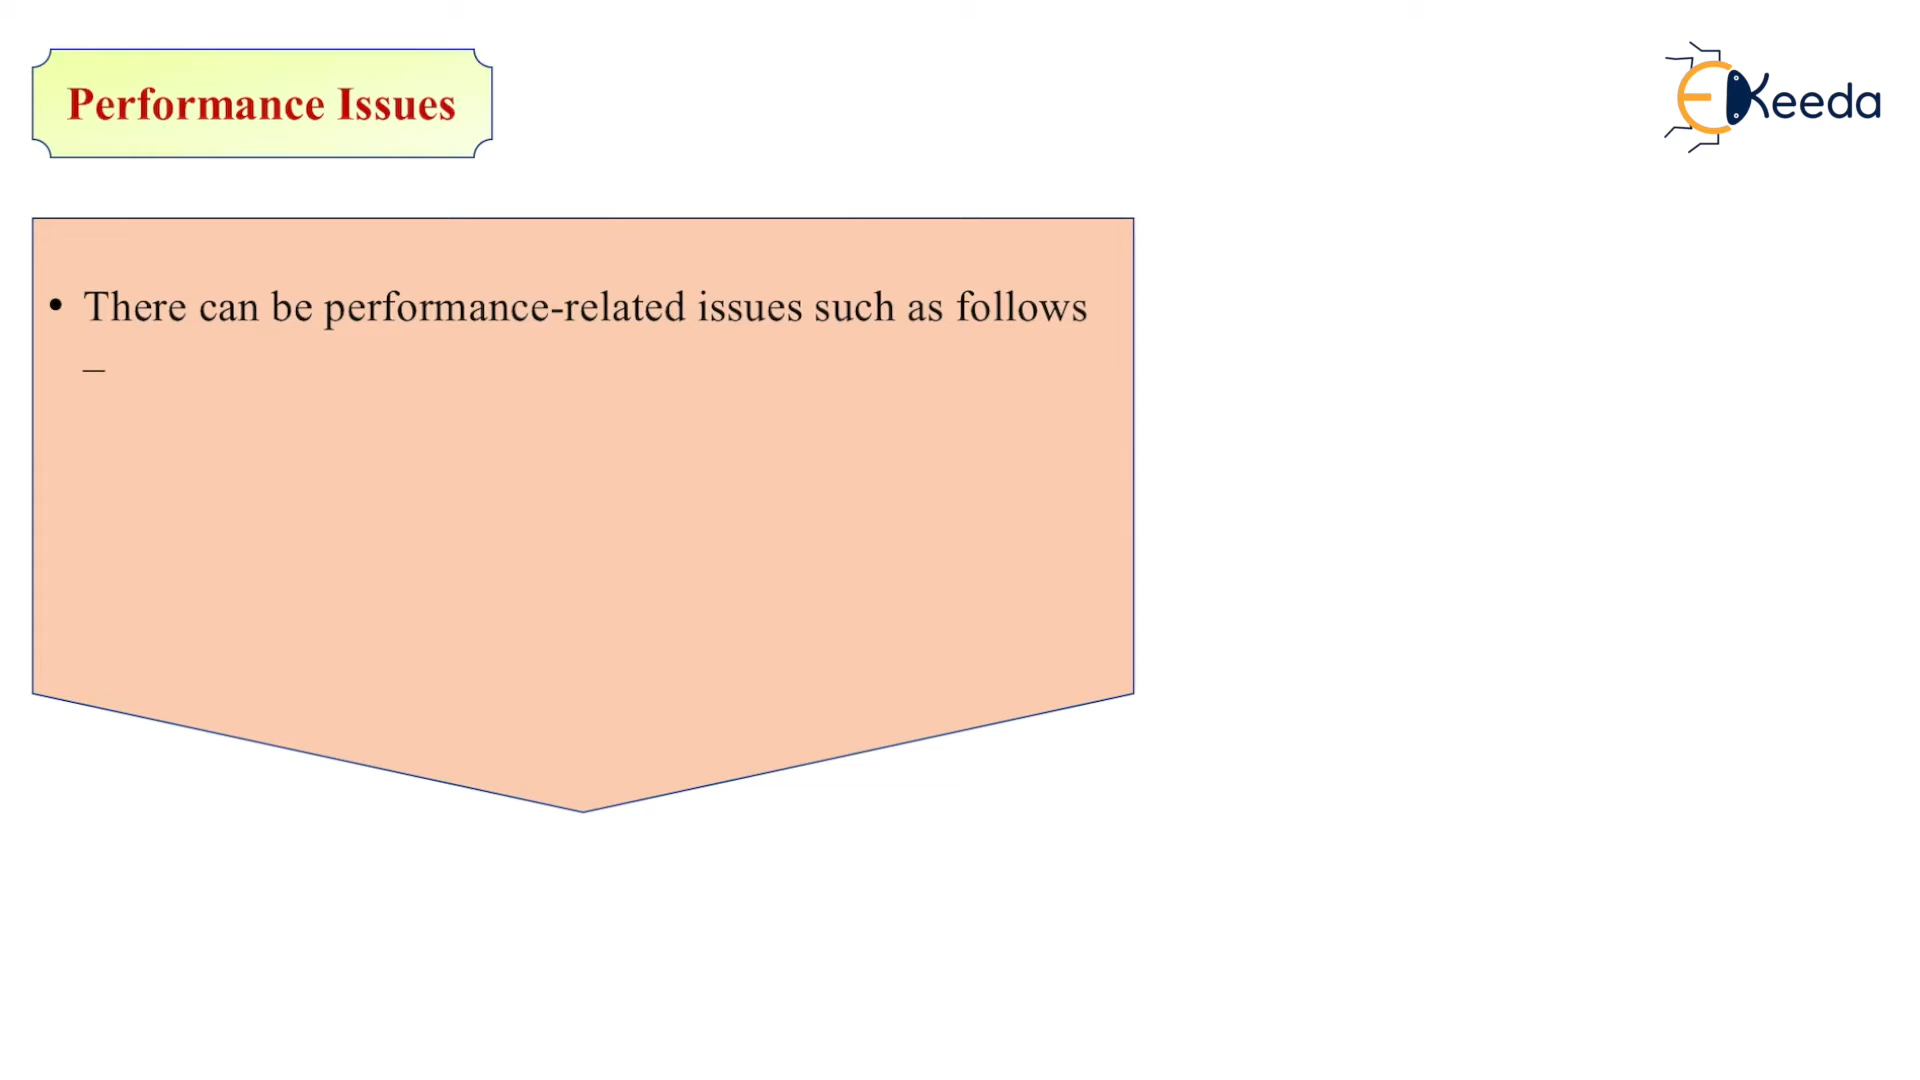 Performance Issues
EKeeda
• There can be performance-related issues such as follows
–